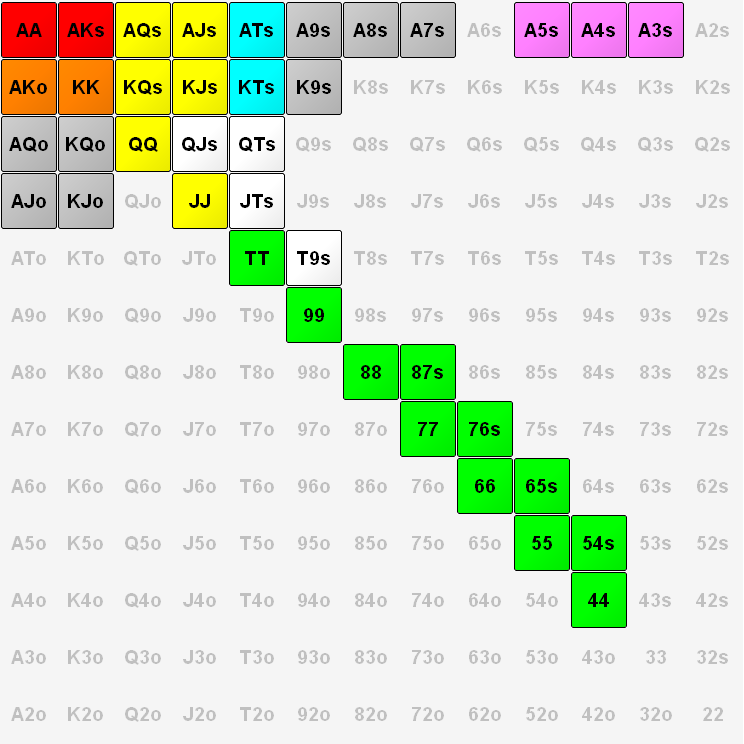 AA AKs AQs AJs ATs A9s A8s A7s A6s A5s A4s A3s A2s
AKo KK KQs KJs KTs K9s K8s K7s K6s K5s K4s K3s K2s
AQo KQo QQ QJs QTs Q9s Q8s Q7s Q6s Q5s Q4s Q3s Q2s
AJo KJo QJo JJ JTs J9s J8s J7s J6s J5s J4s J3s J2s
ATo KTo QTo JTo TT T9s T8s T7s T6s T5s T4s T3s T2s
A9o K9o Q9o J9o T9o 99 98s 97s 96s 95s 94s 93s 92s
A8o K8o Q8o J8o T8o 98o 88 87s 86s 85s 84s 83s 82s
A7o K7o Q7o J7o T7o 97o 87o 77 76s 75s 74s 73s 72s
A6o K6o Q6o J6o T6o 96o 86o 76o 66 65s 64s 63s 62s
A5o K5o Q5o J5o T5o 95o 85o 75o 65o 55 54s 53s 52s
A4o K4o Q4o J4o T4o 94o 84o 74o 64o 54o 44 43s 42s
A3o K3o Q3o J3o T3o 93o 83o 73o 63o 53o 43o 33 32s
A2o K2o Q2o J2o T2o 92o 82o 72o 62o 52o 42o 32o 22